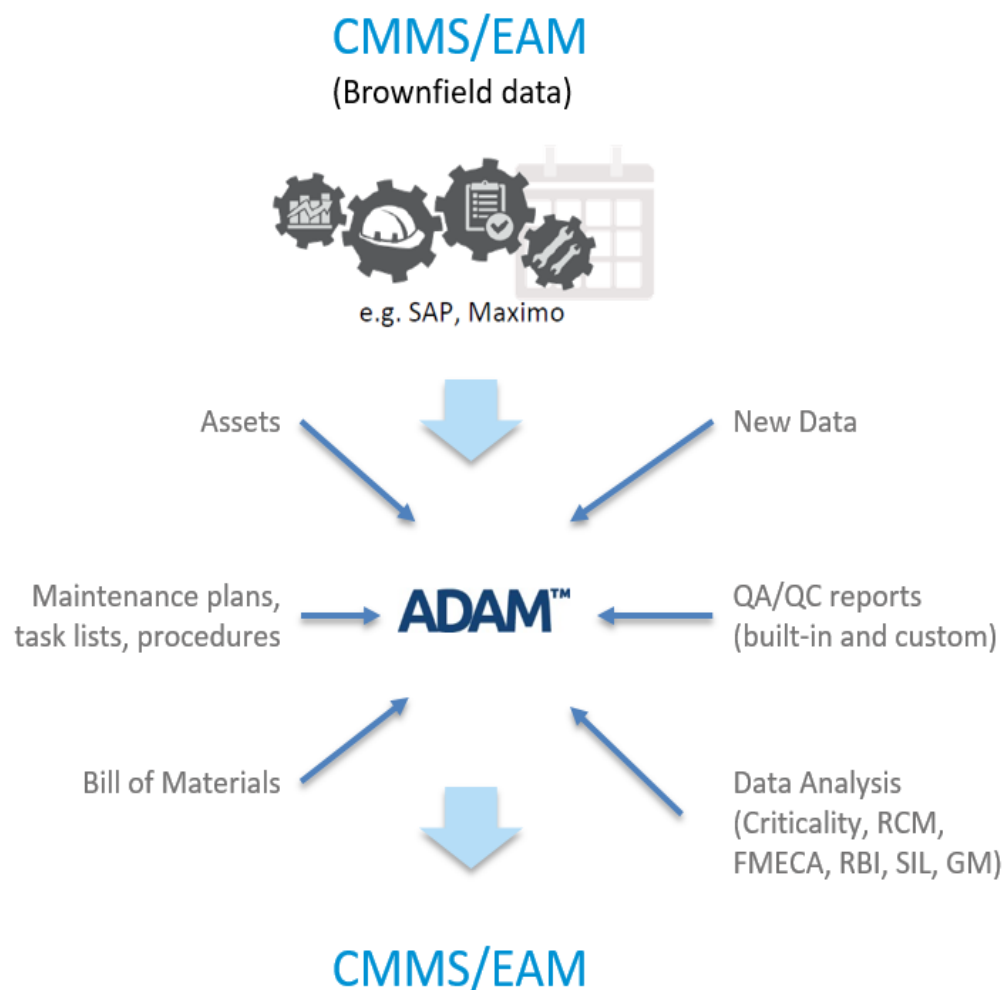 CMMS/EAM
(Brownfield data)
e.g. SAP, Maximo
Assets
New Data
Maintenance plans,
task lists, procedures
ADAM™
QA/QC reports
(built-in and custom)
Bill of Materials
Data Analysis
(Criticality, RCM,
FMECA, RBI, SIL, GM)
CMMS/EAM